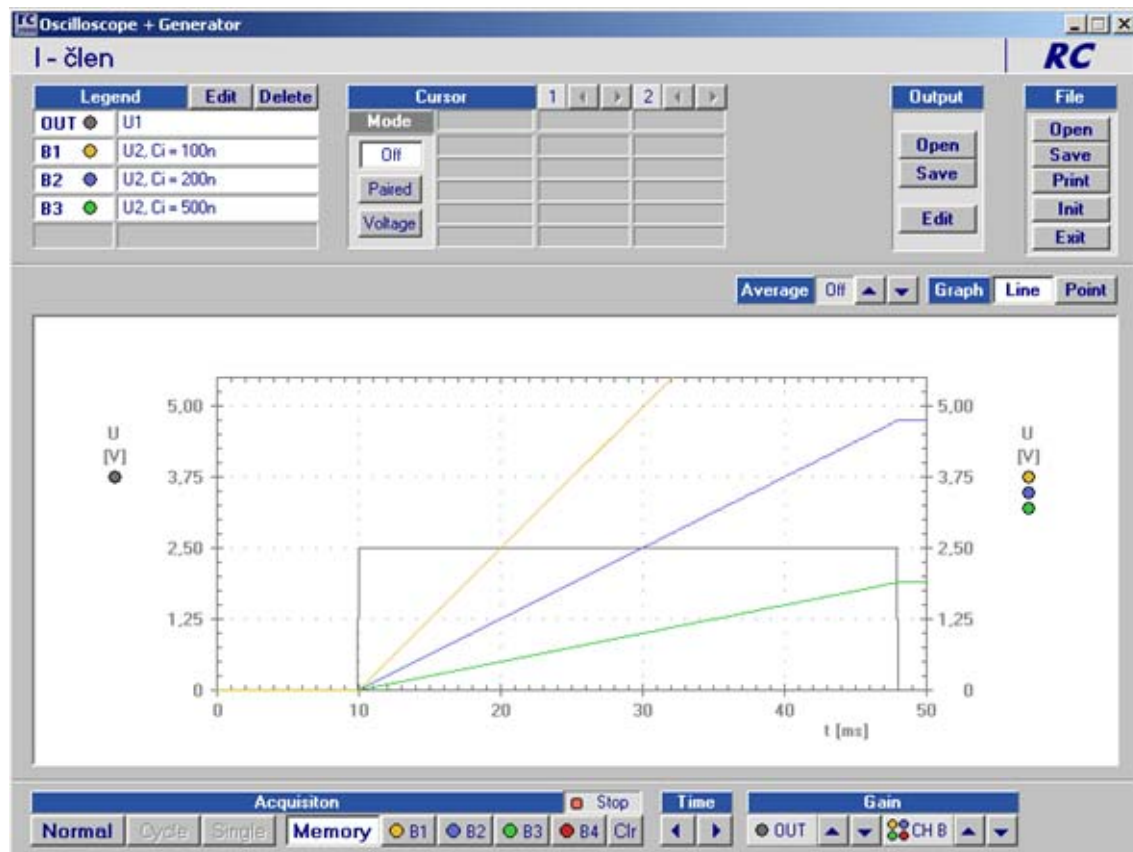 RC Oscilloscope + Generator
I - člen
RC
Legend Edit Delete
OUT U1
B1 U2, Ci = 100n
B2 U2, Ci = 200n
B3 U2, Ci = 500n
Cursor 1 2
Mode
Off
Paired
Voltage
Output
Open
Save
Edit
File
Open
Save
Print
Init
Exit
Average Off Graph Line Point
U
[V]
5,00
3,75
2,50
1,25
0
0 10 20 30 40 50
t [ms]
5,00
3,75
2,50
1,25
0
U
[V]
Acquisiton Stop
Normal Cycle Single Memory B1 B2 B3 B4 Clr
Time
Gain
OUT CH B